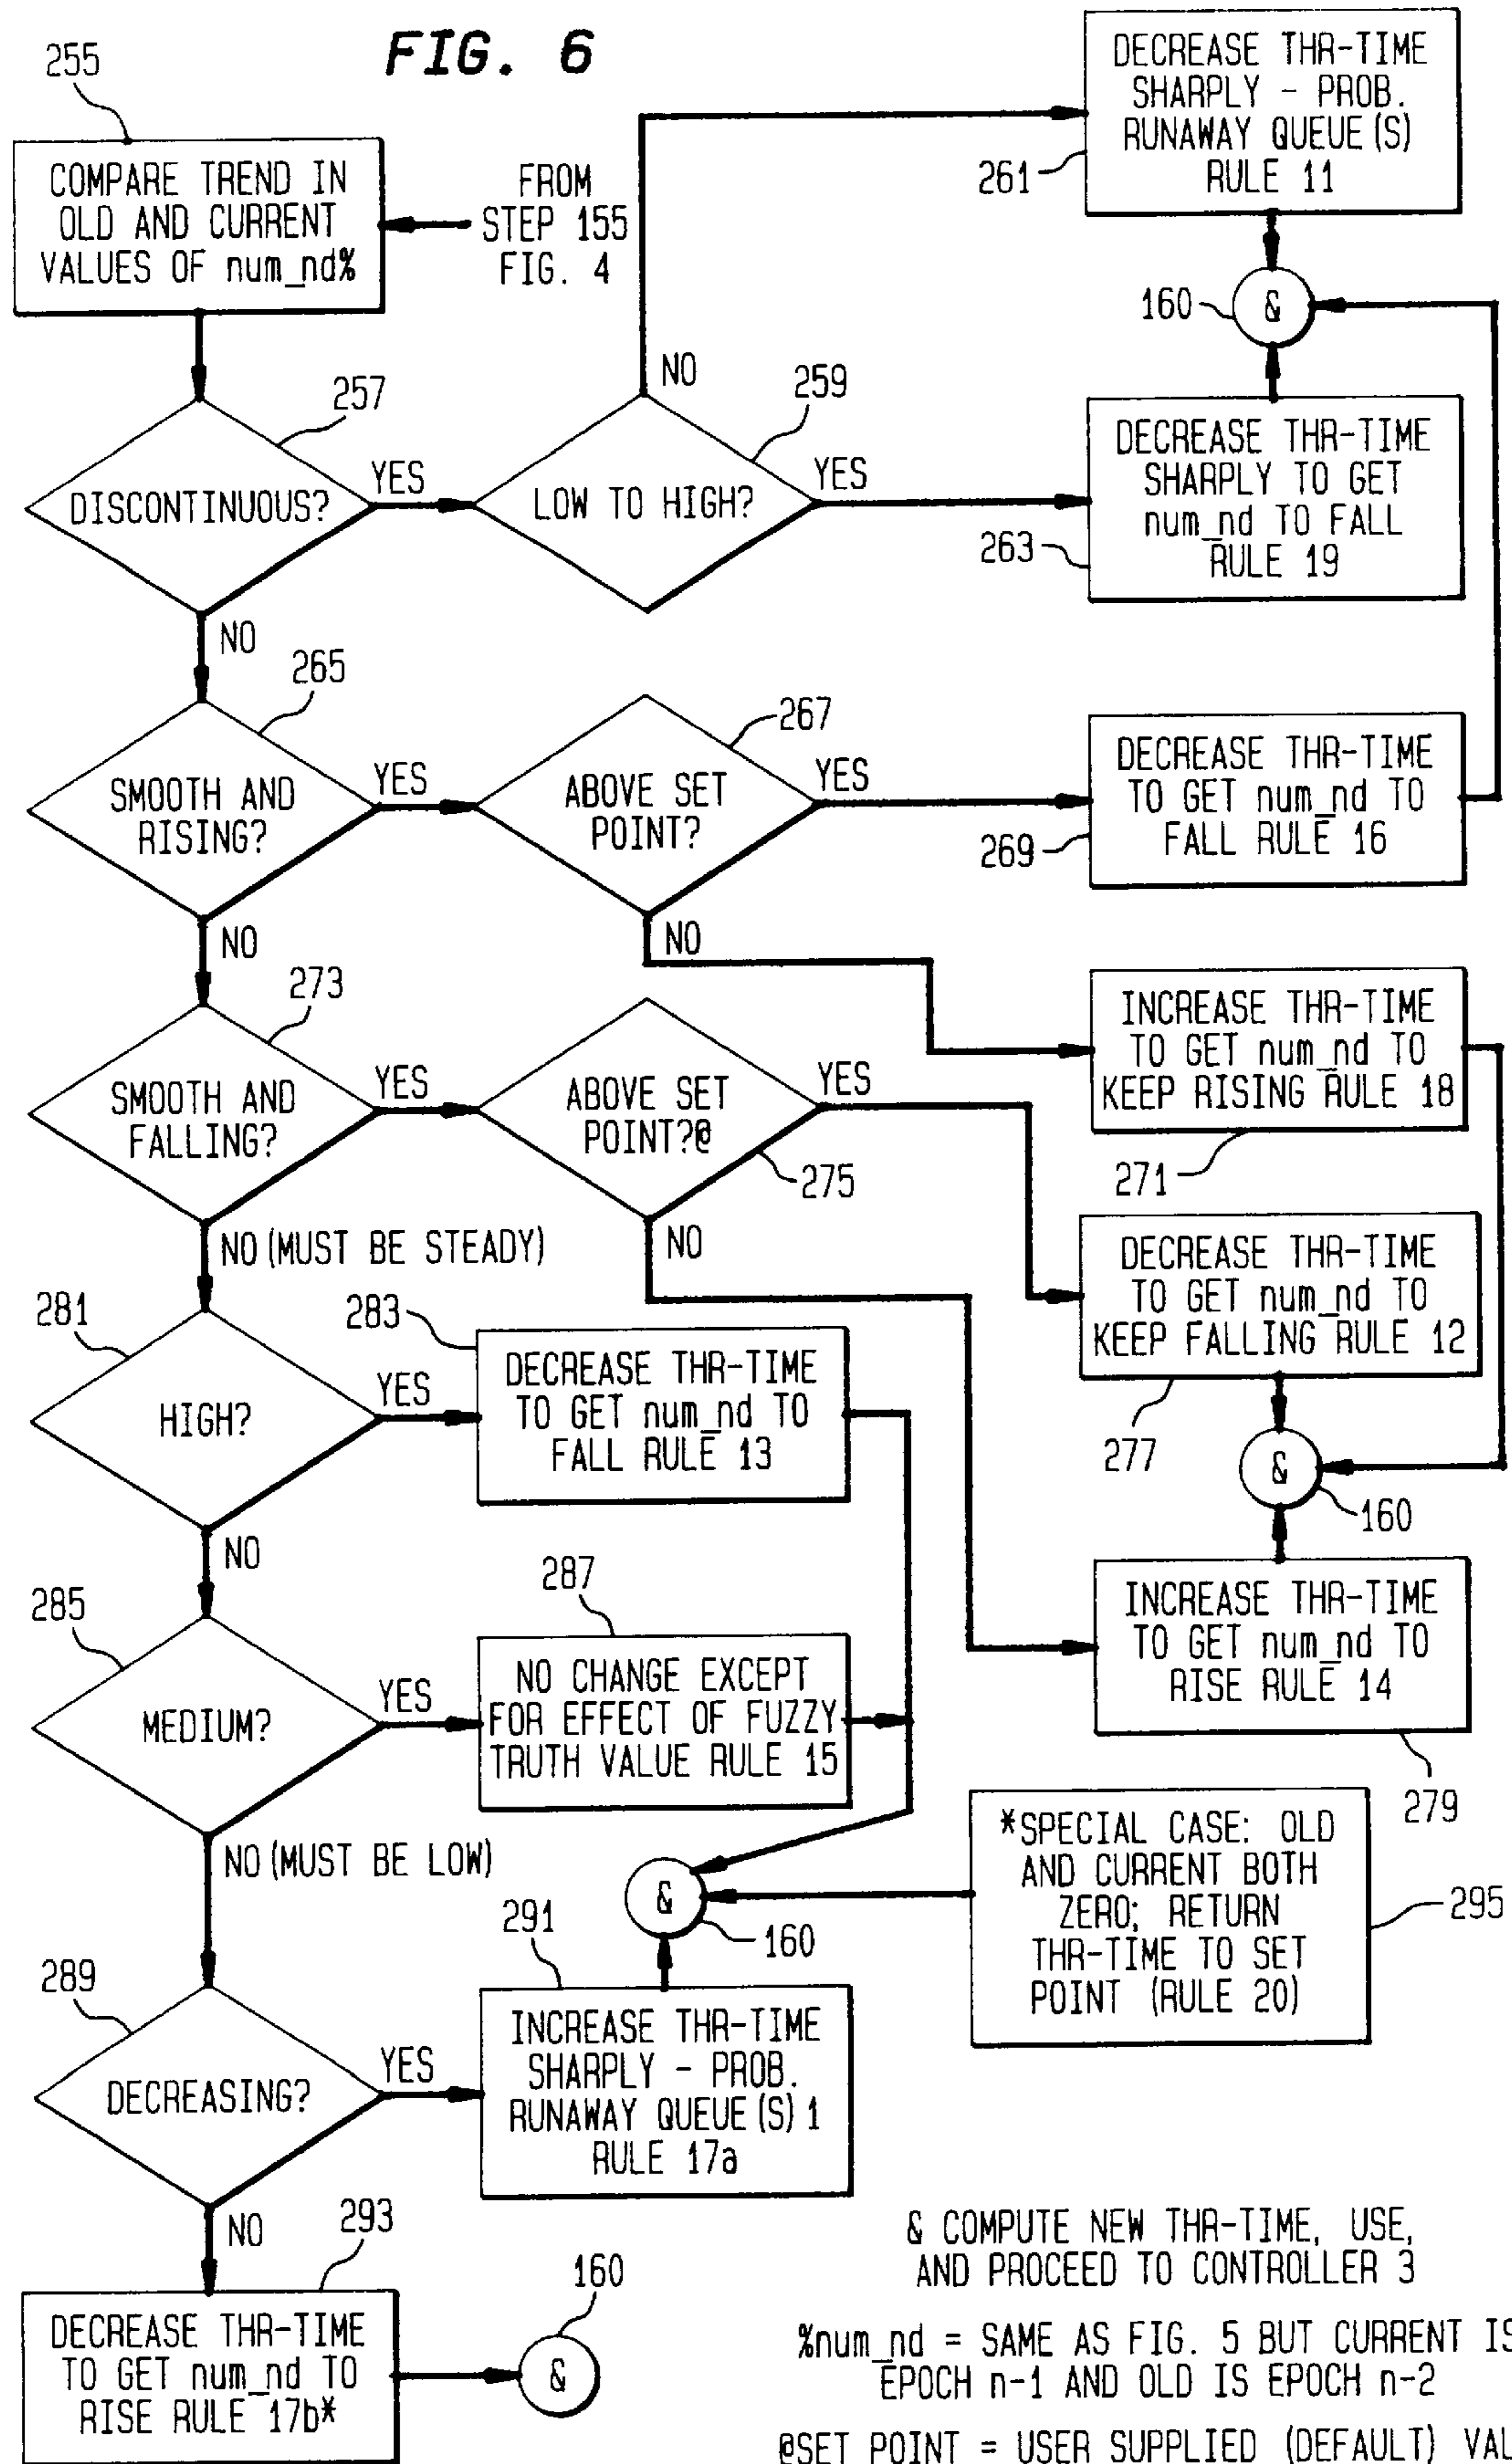 FIG. 6
255
COMPARE TREND IN
OLD AND CURRENT
VALUES OF num_nd%
FROM
STEP 155
FIG. 4
DECREASE THR-TIME
SHARPLY - PROB.
RUNAWAY QUEUE(S)
RULE 11
261
160
&
257
DISCONTINUOUS?
YES
NO
259
LOW TO HIGH?
NO
YES
DECREASE THR-TIME
SHARPLY TO GET
num_nd TO FALL
RULE 19
263
265
SMOOTH AND
RISING?
YES
NO
267
ABOVE SET
POINT?
YES
NO
DECREASE THR-TIME
TO GET num_nd TO
FALL RULE 16
269
INCREASE THR-TIME
TO GET num_nd TO
KEEP RISING RULE 18
271
273
SMOOTH AND
FALLING?
YES
NO (MUST BE STEADY)
ABOVE SET
POINT?@
275
YES
NO
DECREASE THR-TIME
TO GET num_nd TO
KEEP FALLING RULE 12
277
&
160
INCREASE THR-TIME
TO GET num_nd TO
RISE RULE 14
279
281
HIGH?
YES
NO
283
DECREASE THR-TIME
TO GET num_nd TO
FALL RULE 13
285
MEDIUM?
YES
NO (MUST BE LOW)
287
NO CHANGE EXCEPT
FOR EFFECT OF FUZZY
TRUTH VALUE RULE 15
*SPECIAL CASE: OLD
AND CURRENT BOTH
ZERO; RETURN
THR-TIME TO SET
POINT (RULE 20)
295
&
160
289
DECREASING?
YES
NO
291
INCREASE THR-TIME
SHARPLY - PROB.
RUNAWAY QUEUE(S) 1
RULE 17a
293
DECREASE THR-TIME
TO GET num_nd TO
RISE RULE 17b*
160
&
& COMPUTE NEW THR-TIME, USE,
AND PROCEED TO CONTROLLER 3
%num_nd = SAME AS FIG. 5 BUT CURRENT IS
EPOCH n-1 AND OLD IS EPOCH n-2
@SET POINT = USER SUPPLIED (DEFAULT)